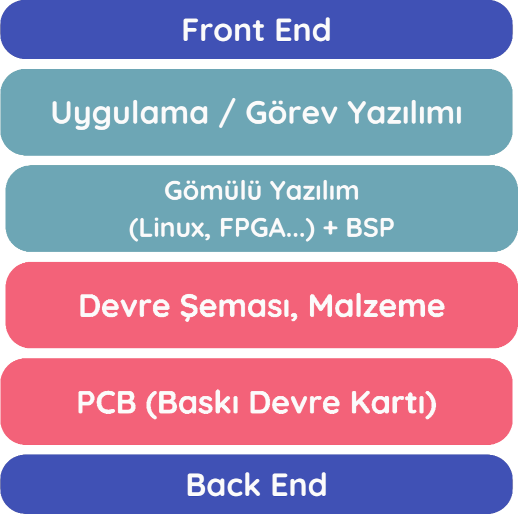 Front End
Uygulama / Görev Yazılımı
Gömülü Yazılım
(Linux, FPGA...) + BSP
Devre Şeması, Malzeme
PCB (Baskı Devre Kartı)
Back End